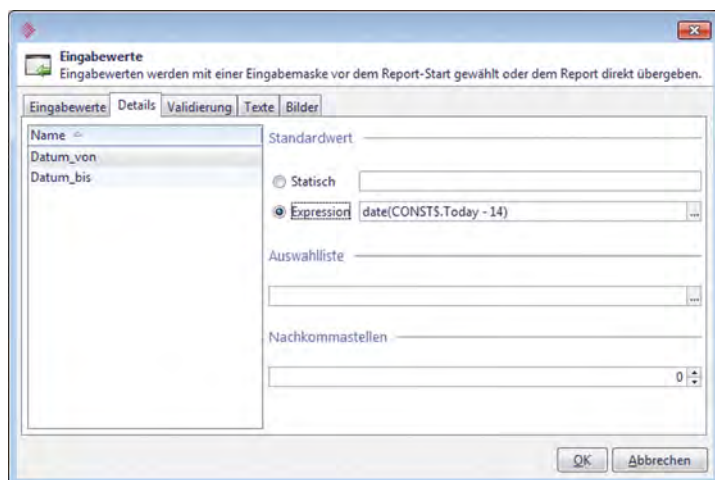 Eingabewerte
Eingabewerten werden mit einer Eingabemaske vor dem Report-Start gewählt oder dem Report direkt übergeben.
Eingabewerte Details Validierung Texte Bilder
Name
Datum_von
Datum_bis
Standardwert
Statisch
Expression date(CONST$.Today - 14) ...
Auswahlliste
...
Nachkommastellen
0
OK Abbrechen